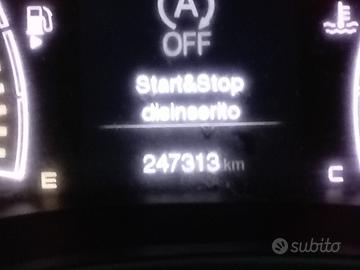 A
OFF
Start&Stop
disinserito
247313 km
E
C
subito